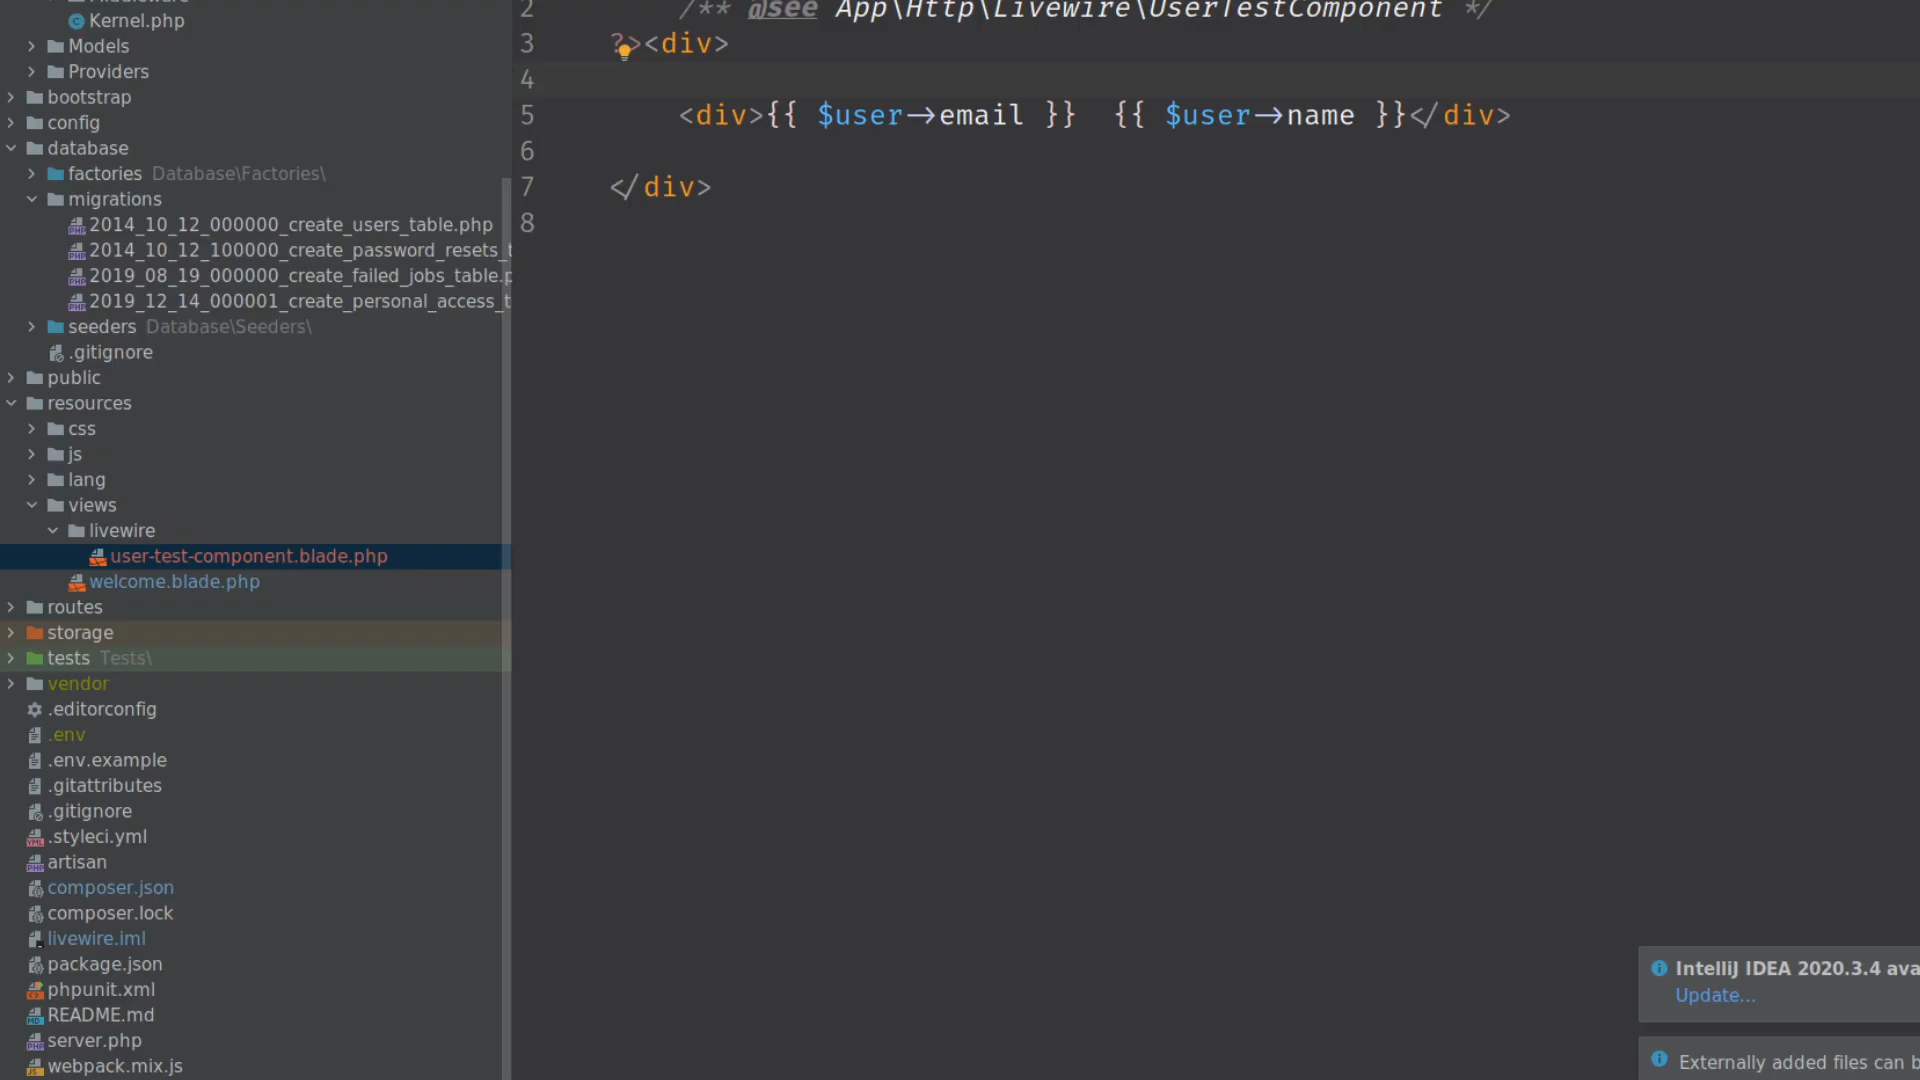 Kernel.php
Models
Providers
bootstrap
config
database
factories Database\Factories\
migrations
2014_10_12_000000_create_users_table.php
2014_10_12_100000_create_password_resets_t
2019_08_19_000000_create_failed_jobs_table.p
2019_12_14_000001_create_personal_access_t
seeders Database\Seeders\
.gitignore
public
resources
css
js
lang
views
livewire
user-test-component.blade.php
welcome.blade.php
routes
storage
tests Tests\
vendor
.editorconfig
.env
.env.example
.gitattributes
.gitignore
.styleci.yml
artisan
composer.json
composer.lock
livewire.iml
package.json
phpunit.xml
README.md
server.php
webpack.mix.js
2 /** @see App\Http\Livewire\UserTestComponent */
3 ?><div>
4
5 <div>{{ $user->email }} {{ $user->name }}</div>
6
7 </div>
8
IntelliJ IDEA 2020.3.4 ava
Update...
Externally added files can b